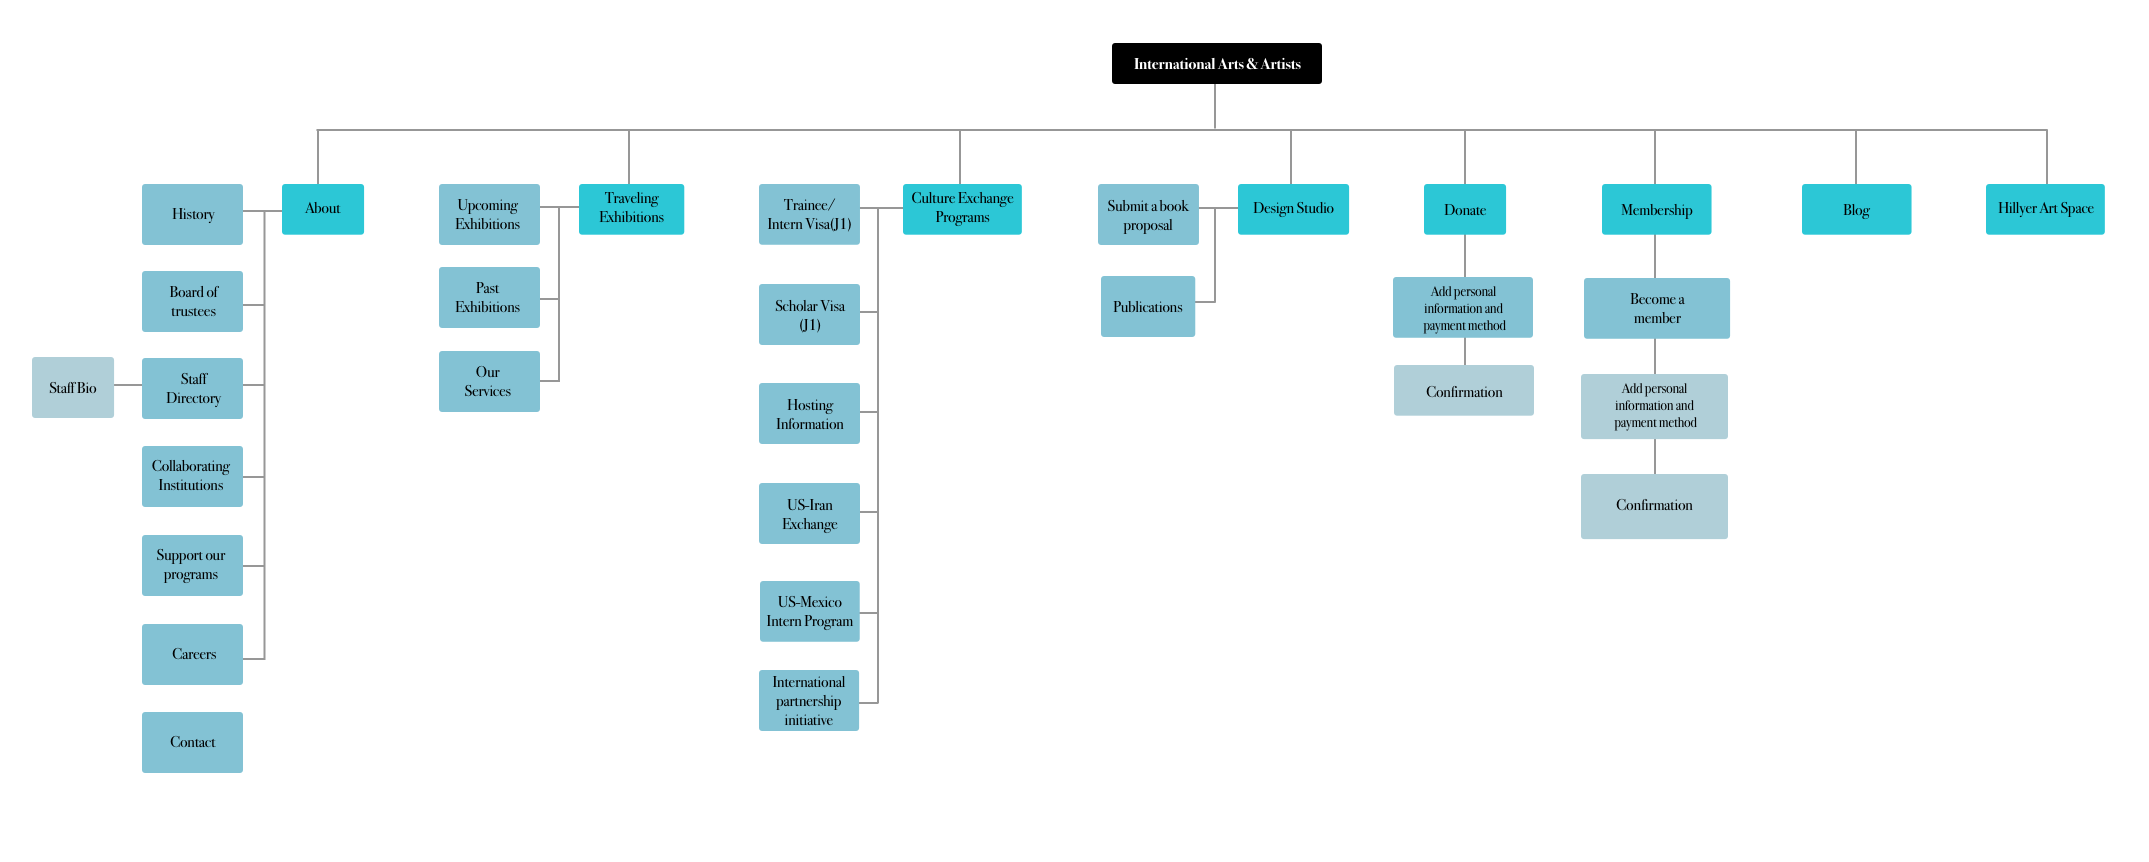 International Arts & Artists
About
History
Board of
trustees
Staff
Directory
Staff Bio
Collaborating
Institutions
Support our
programs
Careers
Contact
Traveling
Exhibitions
Upcoming
Exhibitions
Past
Exhibitions
Our
Services
Culture Exchange
Programs
Trainee/
Intern Visa(J1)
Scholar Visa
(J1)
Hosting
Information
US-Iran
Exchange
US-Mexico
Intern Program
International
partnership
initiative
Design Studio
Submit a book
proposal
Publications
Donate
Add personal
information and
payment method
Confirmation
Membership
Become a
member
Add personal
information and
payment method
Confirmation
Blog
Hillyer Art Space